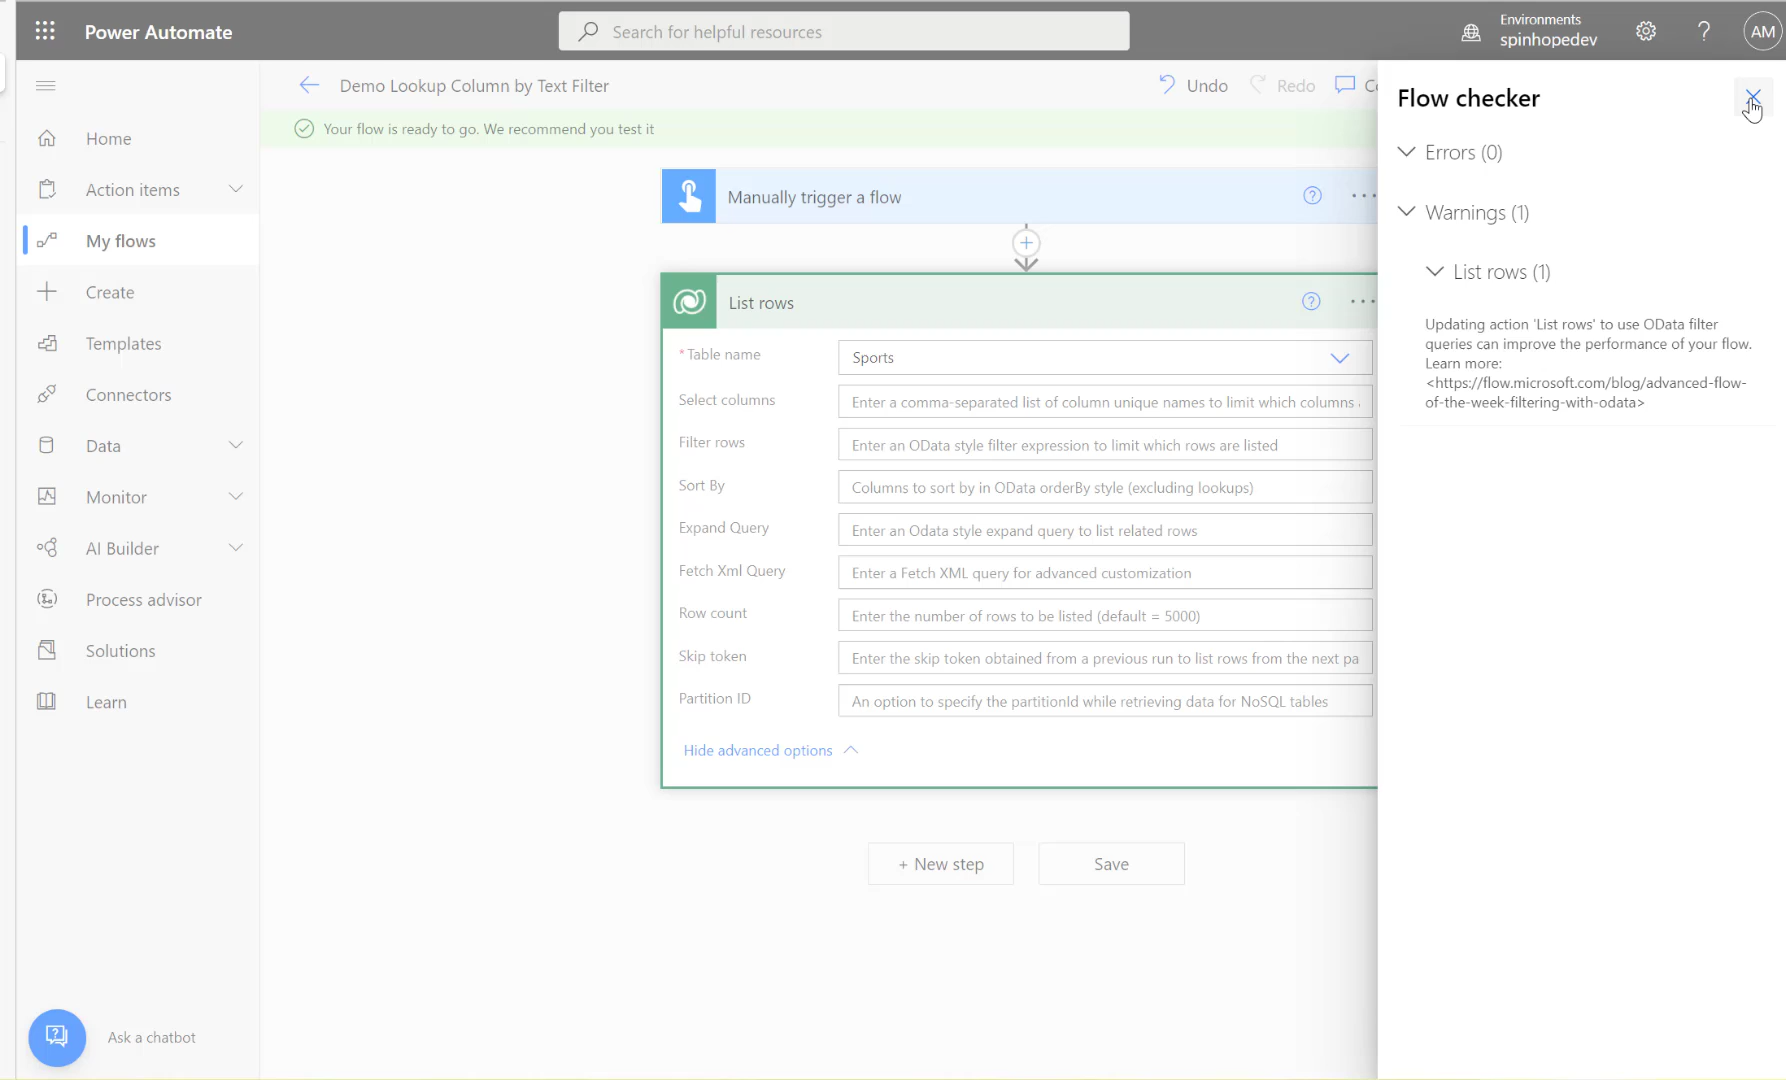 Power Automate
Search for helpful resources
Environments
spinhopedev
AM
Home
Action items
My flows
Create
Templates
Connectors
Data
Monitor
AI Builder
Process advisor
Solutions
Learn
Ask a chatbot
Demo Lookup Column by Text Filter
Undo
Redo
Your flow is ready to go. We recommend you test it
Manually trigger a flow
List rows
* Table name
Sports
Select columns
Enter a comma-separated list of column unique names to limit which columns
Filter rows
Enter an OData style filter expression to limit which rows are listed
Sort By
Columns to sort by in OData orderBy style (excluding lookups)
Expand Query
Enter an Odata style expand query to list related rows
Fetch Xml Query
Enter a Fetch XML query for advanced customization
Row count
Enter the number of rows to be listed (default = 5000)
Skip token
Enter the skip token obtained from a previous run to list rows from the next pa
Partition ID
An option to specify the partitionId while retrieving data for NoSQL tables
Hide advanced options
+ New step
Save
Flow checker
Errors (0)
Warnings (1)
List rows (1)
Updating action 'List rows' to use OData filter
queries can improve the performance of your flow.
Learn more:
<https://flow.microsoft.com/blog/advanced-flow-
of-the-week-filtering-with-odata>